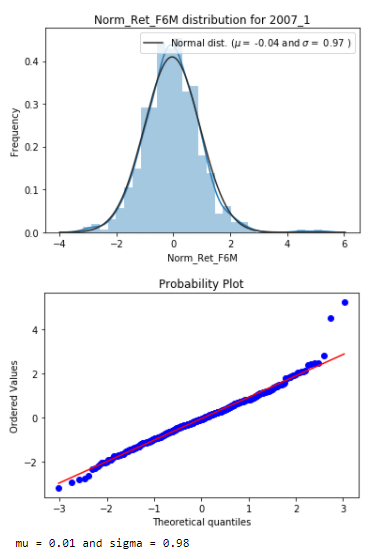 Norm_Ret_F6M distribution for 2007_1
Normal dist. (μ = -0.04 and σ = 0.97 )
Frequency
0.4
0.3
0.2
0.1
0.0
−4 −2 0 2 4 6
Norm_Ret_F6M
Probability Plot
Ordered Values
4
2
0
−2
−3 −2 −1 0 1 2 3
Theoretical quantiles
mu = 0.01 and sigma = 0.98